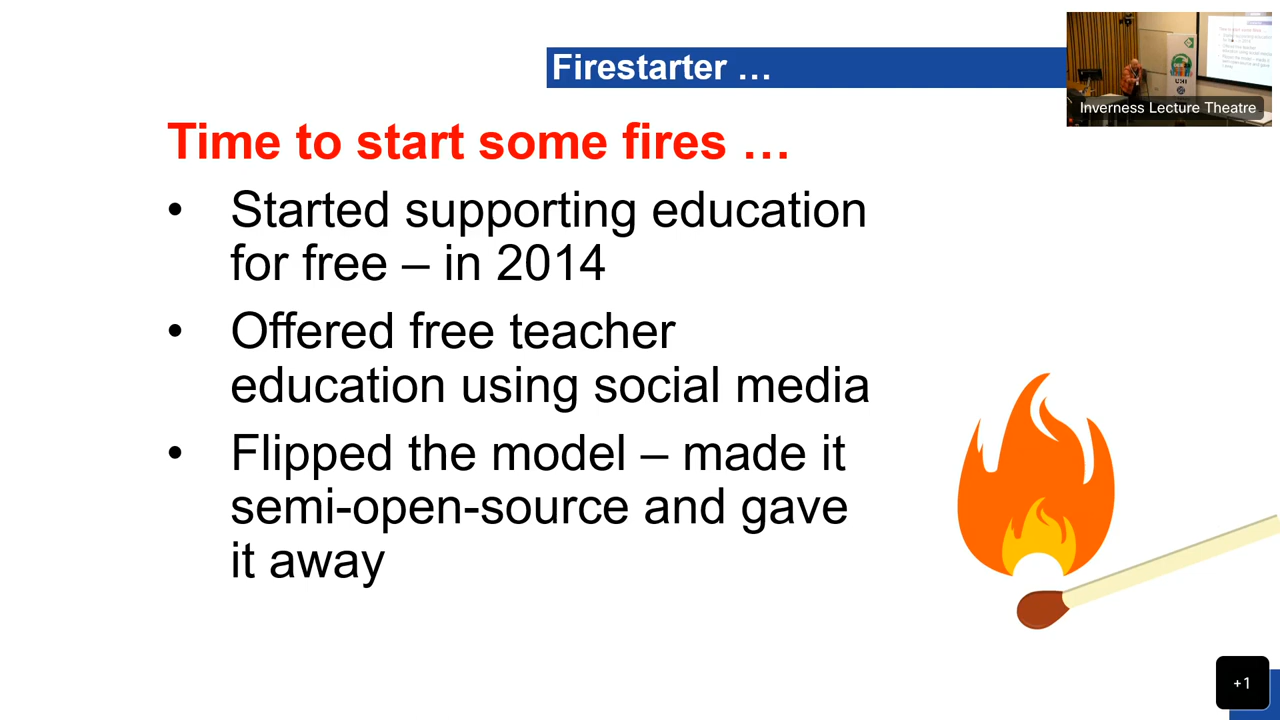 Firestarter …
Inverness Lecture Theatre
Time to start some fires …
• Started supporting education
for free – in 2014
• Offered free teacher
education using social media
• Flipped the model – made it
semi-open-source and gave
it away
+1